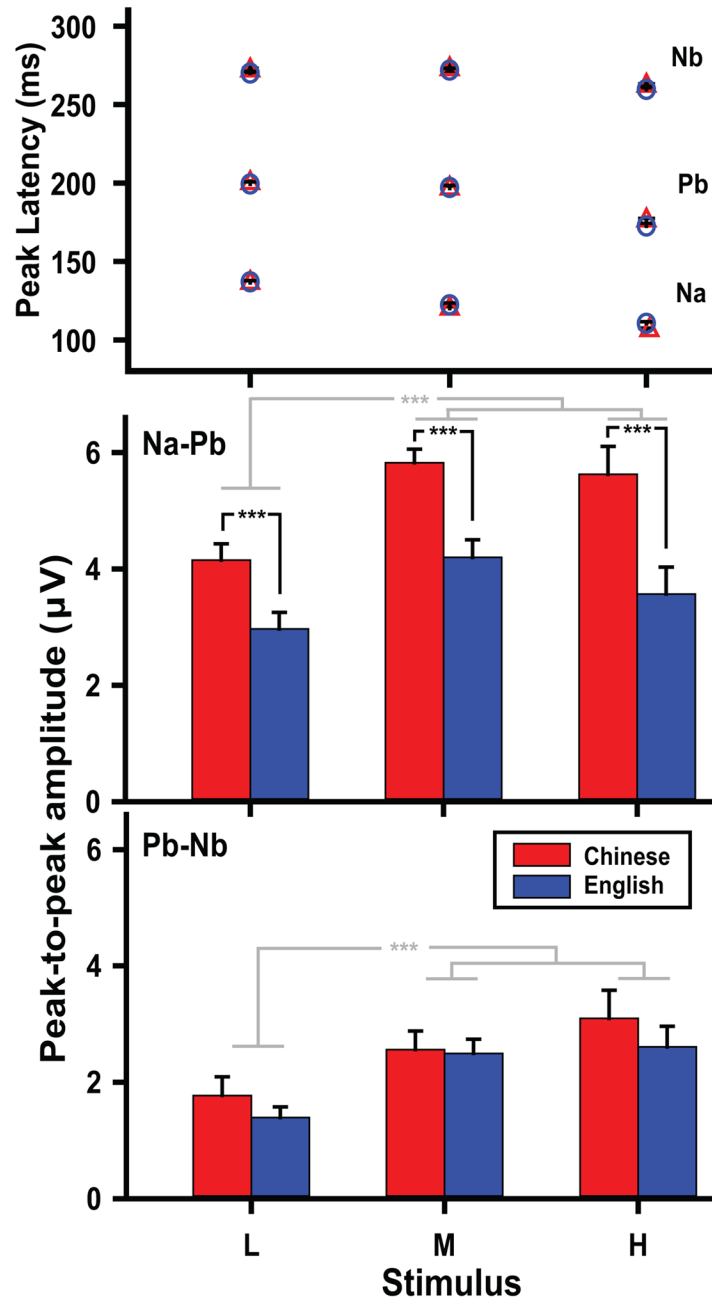 Peak Latency (ms)
300
250
200
150
100
Nb
Pb
Na
Peak-to-peak amplitude (µV)
Na-Pb
***
***
***
***
6
4
2
0
Pb-Nb
Chinese
English
***
6
4
2
0
L M H
Stimulus